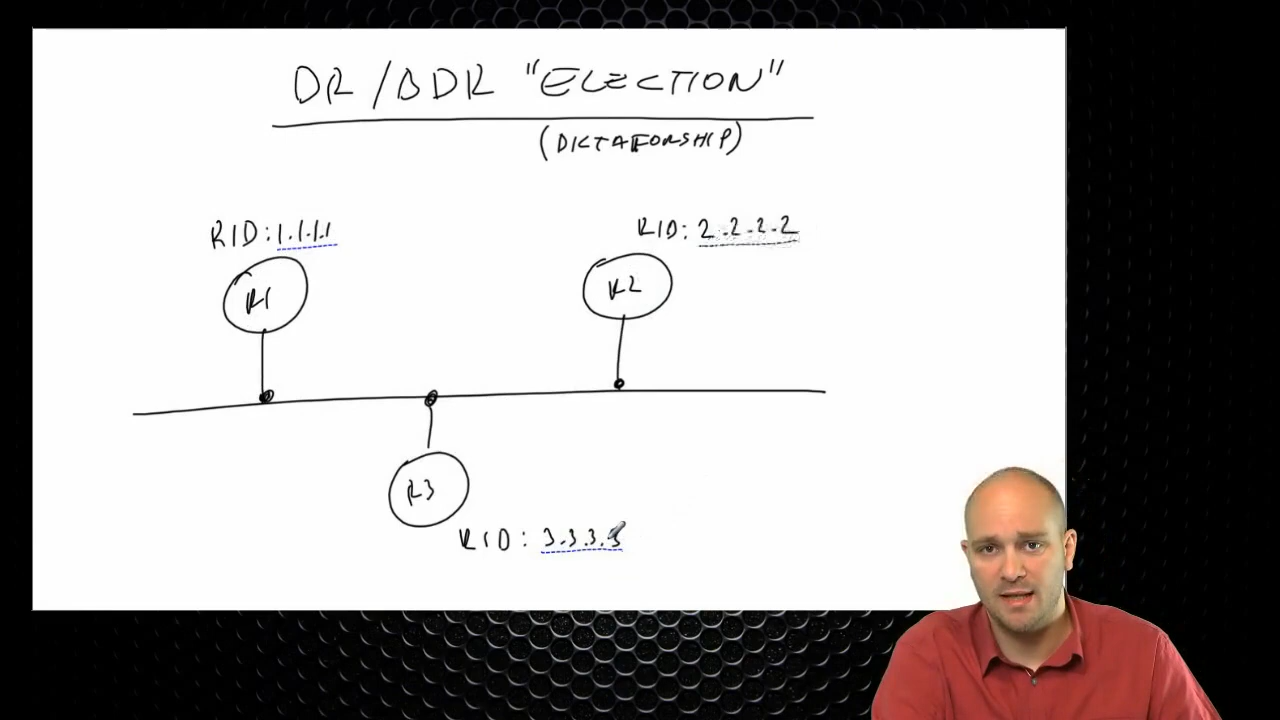 DR/BDR "ELECTION"
(DICTATORSHIP)
RID: 1.1.1.1
RID: 2.2.2.2
R1
R2
R3
RID: 3.3.3.3